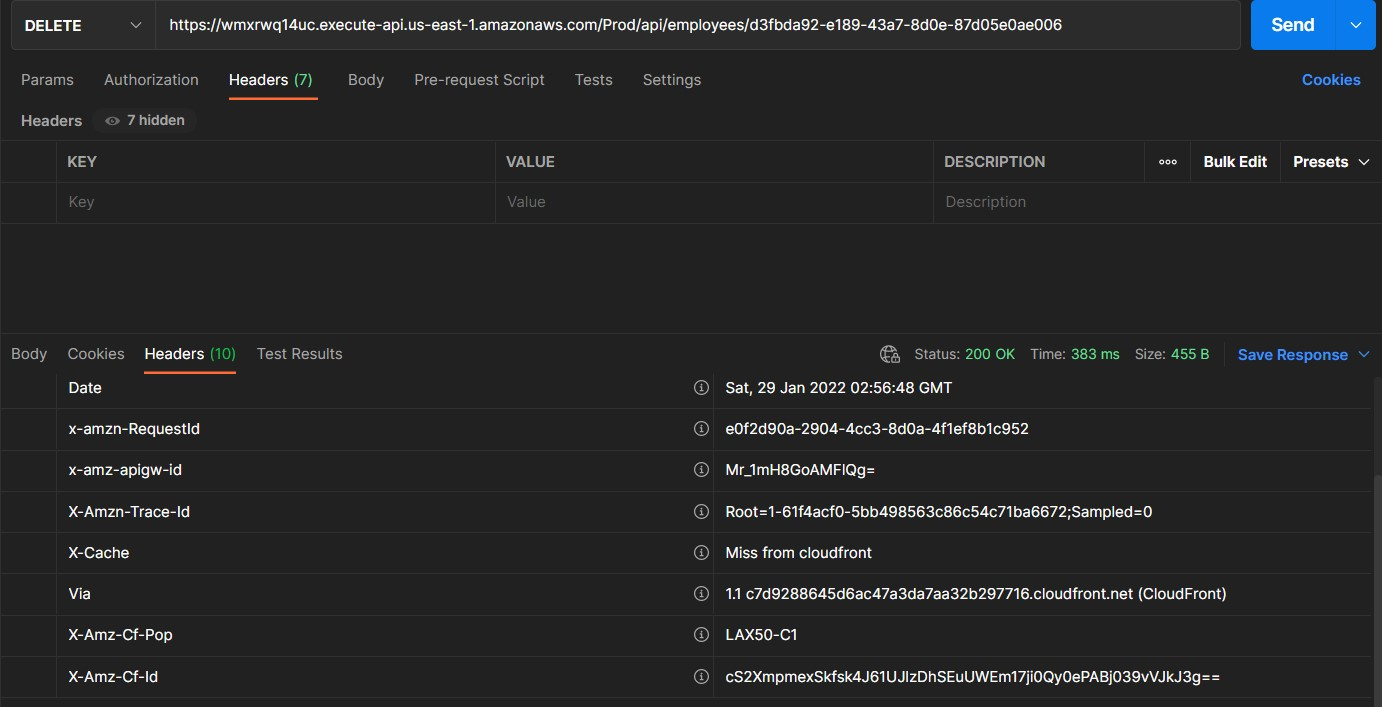 DELETE https://wmxrwq14uc.execute-api.us-east-1.amazonaws.com/Prod/api/employees/d3fbda92-e189-43a7-8d0e-87d05e0ae006 Send
Params Authorization Headers (7) Body Pre-request Script Tests Settings Cookies
Headers 7 hidden
KEY VALUE DESCRIPTION Bulk Edit Presets
Key Value Description
Body Cookies Headers (10) Test Results Status: 200 OK Time: 383 ms Size: 455 B Save Response
Date Sat, 29 Jan 2022 02:56:48 GMT
x-amzn-RequestId e0f2d90a-2904-4cc3-8d0a-4f1ef8b1c952
x-amz-apigw-id Mr_1mH8GoAMFlQg=
X-Amzn-Trace-Id Root=1-61f4acf0-5bb498563c86c54c71ba6672;Sampled=0
X-Cache Miss from cloudfront
Via 1.1 c7d9288645d6ac47a3da7aa32b297716.cloudfront.net (CloudFront)
X-Amz-Cf-Pop LAX50-C1
X-Amz-Cf-Id cS2XmpmexSkfsk4J61UJlzDhSEuUWEm17ji0Qy0ePABj039vVJkJ3g==